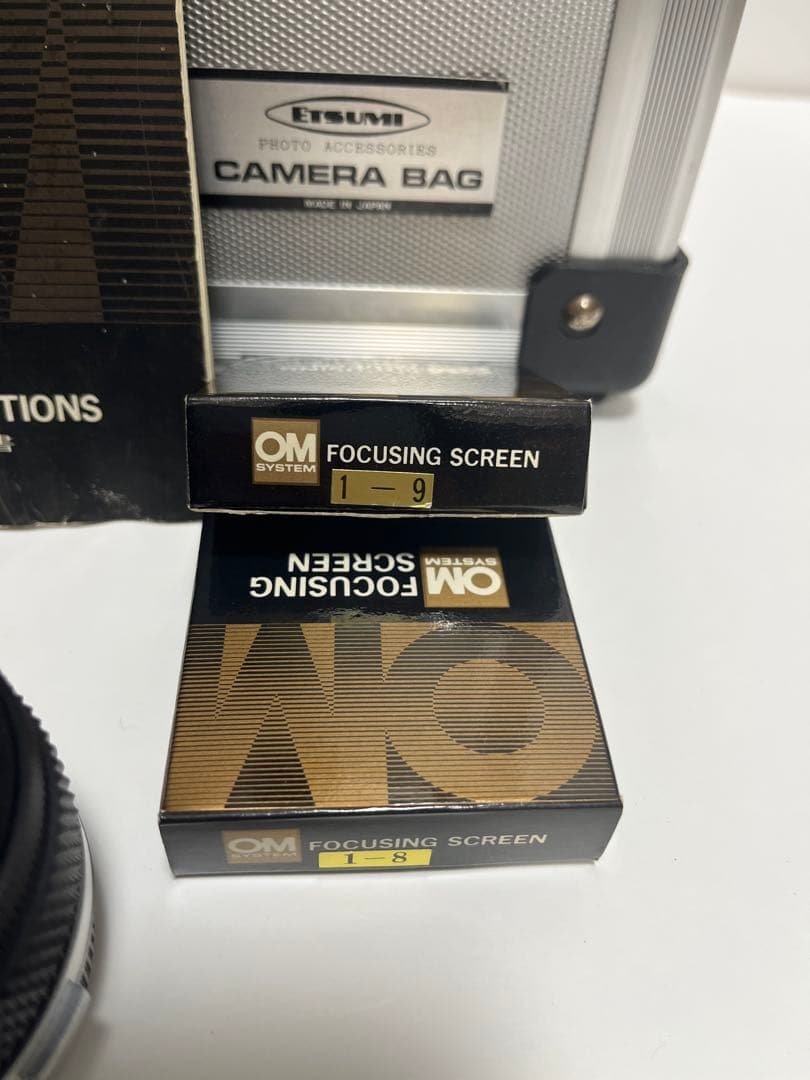 ETSUMI
PHOTO ACCESSORIES
CAMERA BAG
MADE IN JAPAN
TIONS
書
OM
SYSTEM
FOCUSING SCREEN
1 — 9
OM
SYSTEM
FOCUSING
SCREEN
OM
OM
SYSTEM
FOCUSING SCREEN
1-8